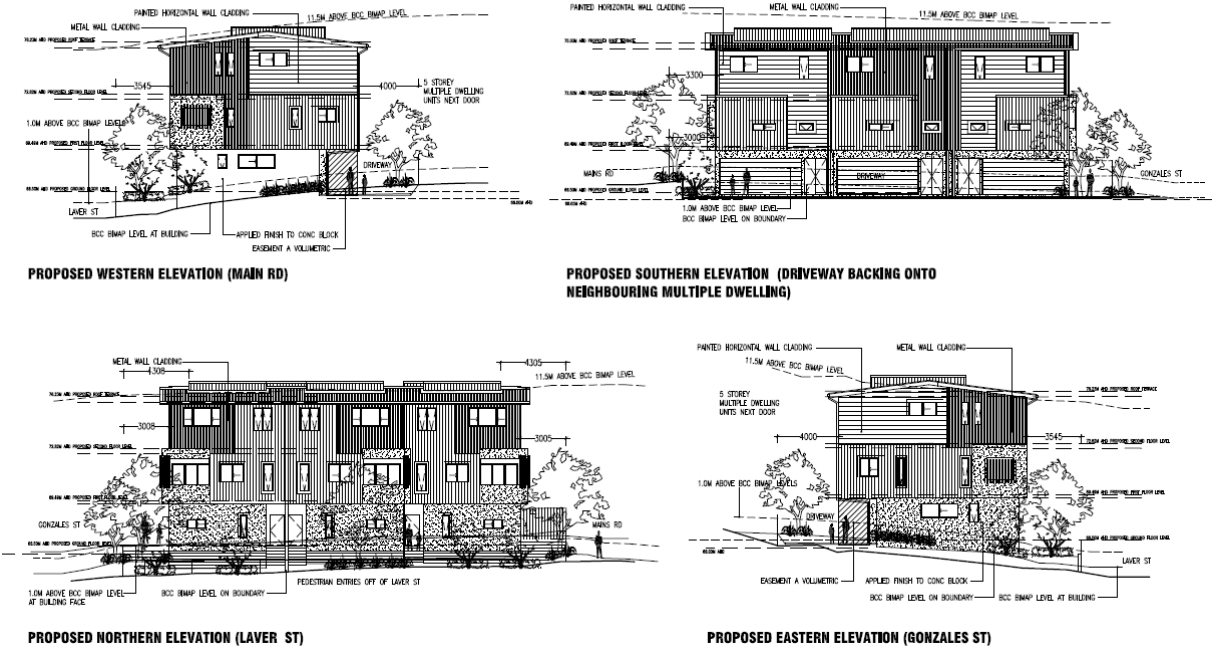 PAINTED HORIZONTAL WALL CLADDING
METAL WALL CLADDING
11.5M ABOVE BCC BIMAP LEVEL
3545
4000
5 STOREY
MULTIPLE DWELLING
UNITS NEXT DOOR
1.0M ABOVE BCC BIMAP LEVELS
DRIVEWAY
LAVER ST
BCC BIMAP LEVEL AT BUILDING
APPLIED FINISH TO CONC BLOCK
EASEMENT A VOLUMETRIC
PROPOSED WESTERN ELEVATION (MAIN RD)
PAINTED HORIZONTAL WALL CLADDING
METAL WALL CLADDING
11.5M ABOVE BCC BIMAP LEVEL
3300
3000
MAINS RD
DRIVEWAY
GONZALES ST
1.0M ABOVE BCC BIMAP LEVEL
BCC BIMAP LEVEL ON BOUNDARY
PROPOSED SOUTHERN ELEVATION (DRIVEWAY BACKING ONTO
NEIGHBOURING MULTIPLE DWELLING)
METAL WALL CLADDING
4308
4305
11.5M ABOVE BCC BIMAP LEVEL
3008
3005
GONZALES ST
MAINS RD
PEDESTRIAN ENTRIES OFF OF LAVER ST
1.0M ABOVE BCC BIMAP LEVEL
AT BUILDING FACE
BCC BIMAP LEVEL ON BOUNDARY
PROPOSED NORTHERN ELEVATION (LAVER ST)
PAINTED HORIZONTAL WALL CLADDING
METAL WALL CLADDING
11.5M ABOVE BCC BIMAP LEVEL
5 STOREY
MULTIPLE DWELLING
UNITS NEXT DOOR
4000
3545
1.0M ABOVE BCC BIMAP LEVELS
DRIVEWAY
LAVER ST
EASEMENT A VOLUMETRIC
APPLIED FINISH TO CONC BLOCK
BCC BIMAP LEVEL ON BOUNDARY
BCC BIMAP LEVEL AT BUILDING
PROPOSED EASTERN ELEVATION (GONZALES ST)